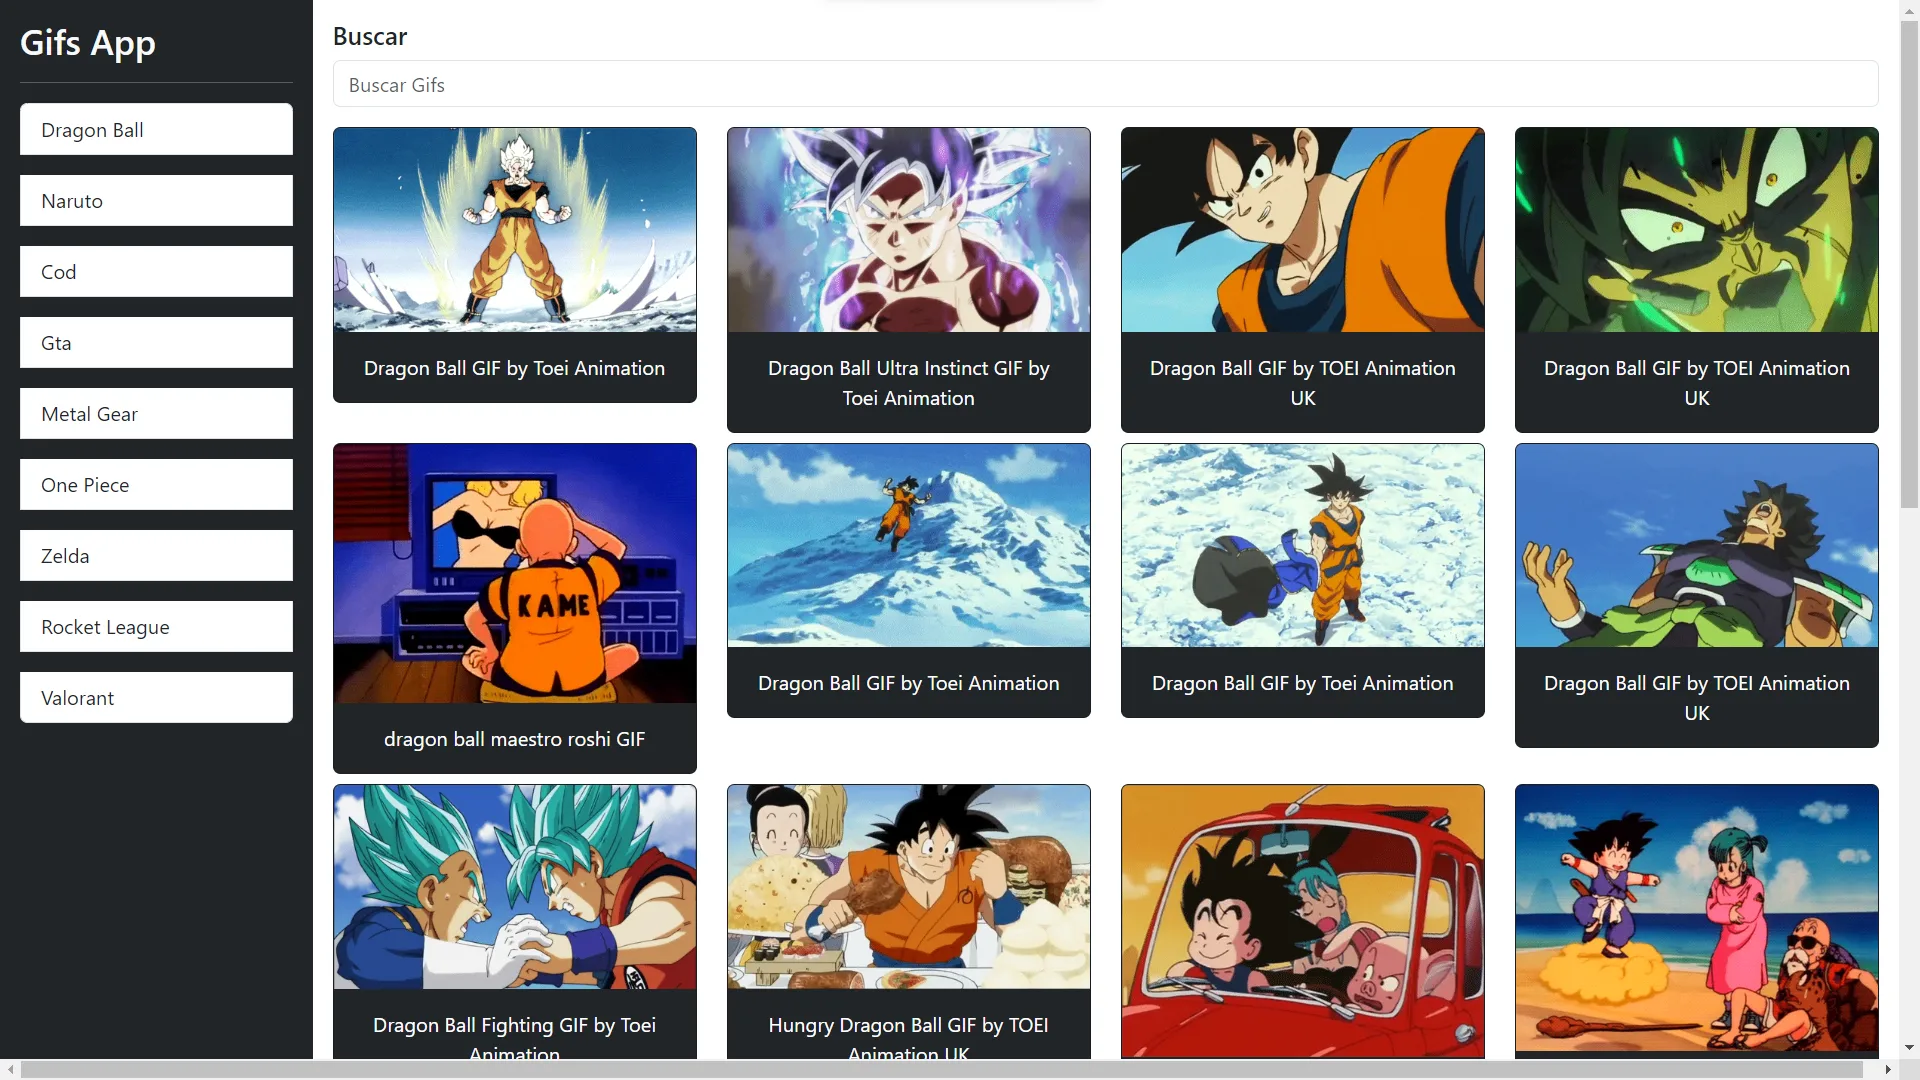 Gifs App
Dragon Ball
Naruto
Cod
Gta
Metal Gear
One Piece
Zelda
Rocket League
Valorant
Buscar
Buscar Gifs
Dragon Ball GIF by Toei Animation
Dragon Ball Ultra Instinct GIF by
Toei Animation
Dragon Ball GIF by TOEI Animation
UK
Dragon Ball GIF by TOEI Animation
UK
KAME
dragon ball maestro roshi GIF
Dragon Ball GIF by Toei Animation
Dragon Ball GIF by Toei Animation
Dragon Ball GIF by TOEI Animation
UK
Dragon Ball Fighting GIF by Toei
Animation
Hungry Dragon Ball GIF by TOEI
Animation UK